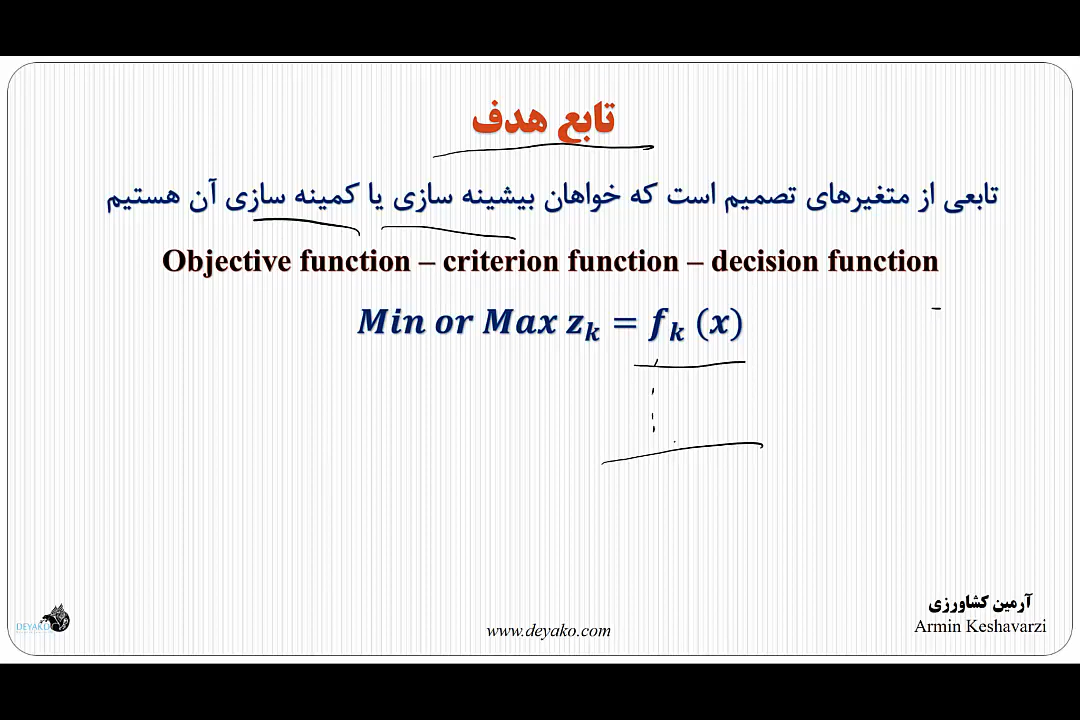 تابع هدف
تابعی از متغیرهای تصمیم است که خواهان بیشینه سازی یا کمینه سازی آن هستیم
Objective function – criterion function – decision function
Min or Max z_k = f_k (x)
آرمین کشاورزی
Armin Keshavarzi
www.deyako.com
DEYAKO